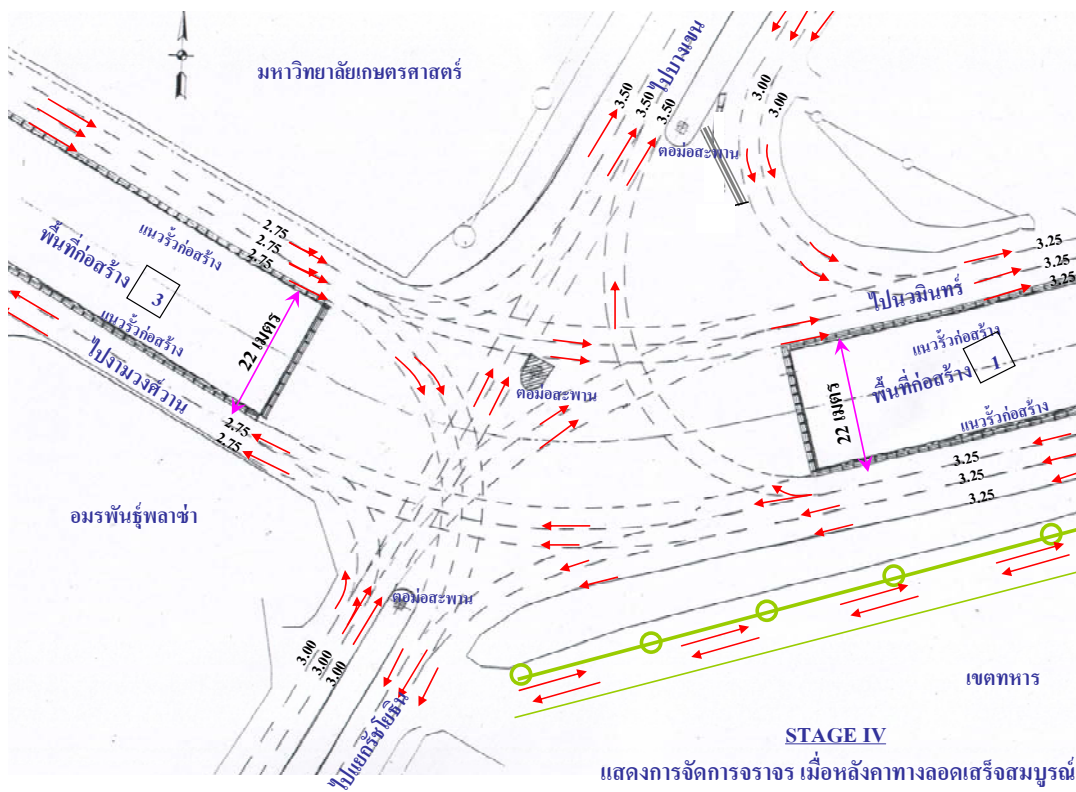 มหาวิทยาลัยเกษตรศาสตร์
ไปบางเขน
3.50
3.50
3.50
3.00
3.00
ตอม่อสะพาน
แนวรั้วก่อสร้าง
2.75
2.75
2.75
3.25
3.25
3.25
พื้นที่ก่อสร้าง
3
ไปนวมินทร์
แนวรั้วก่อสร้าง
22 เมตร
แนวรั้วก่อสร้าง
พื้นที่ก่อสร้าง
1
ไปงามวงศ์วาน
ตอม่อสะพาน
22 เมตร
แนวรั้วก่อสร้าง
2.75
2.75
3.25
3.25
3.25
อมรพันธุ์พลาซ่า
ตอม่อสะพาน
3.00
3.00
3.00
ไปแยกรัชโยธิน
เขตทหาร
STAGE IV
แสดงการจัดการจราจร เมื่อหลังคาทางลอดเสร็จสมบูรณ์